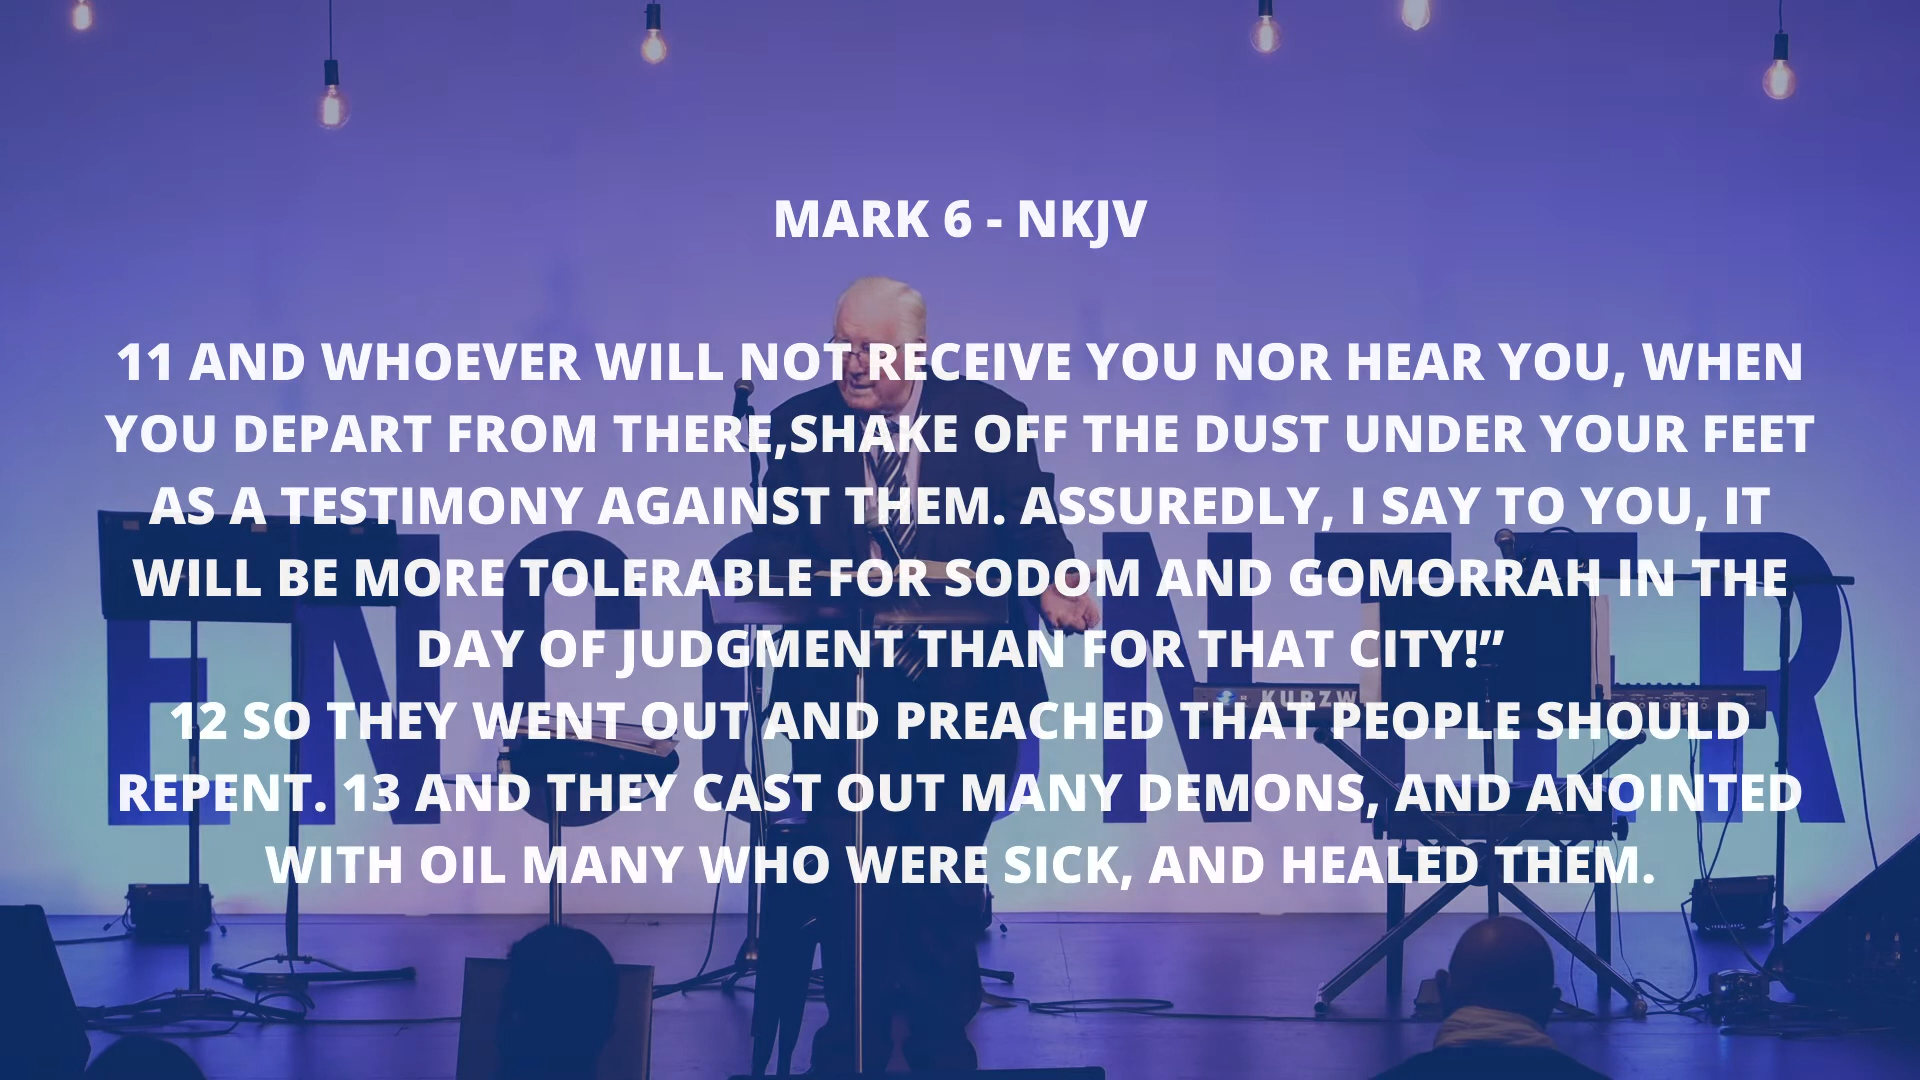 MARK 6 - NKJV
11 AND WHOEVER WILL NOT RECEIVE YOU NOR HEAR YOU, WHEN
YOU DEPART FROM THERE,SHAKE OFF THE DUST UNDER YOUR FEET
AS A TESTIMONY AGAINST THEM. ASSUREDLY, I SAY TO YOU, IT
WILL BE MORE TOLERABLE FOR SODOM AND GOMORRAH IN THE
DAY OF JUDGMENT THAN FOR THAT CITY!”
12 SO THEY WENT OUT AND PREACHED THAT PEOPLE SHOULD
REPENT. 13 AND THEY CAST OUT MANY DEMONS, AND ANOINTED
WITH OIL MANY WHO WERE SICK, AND HEALED THEM.
ENCOUNTER
KURZW